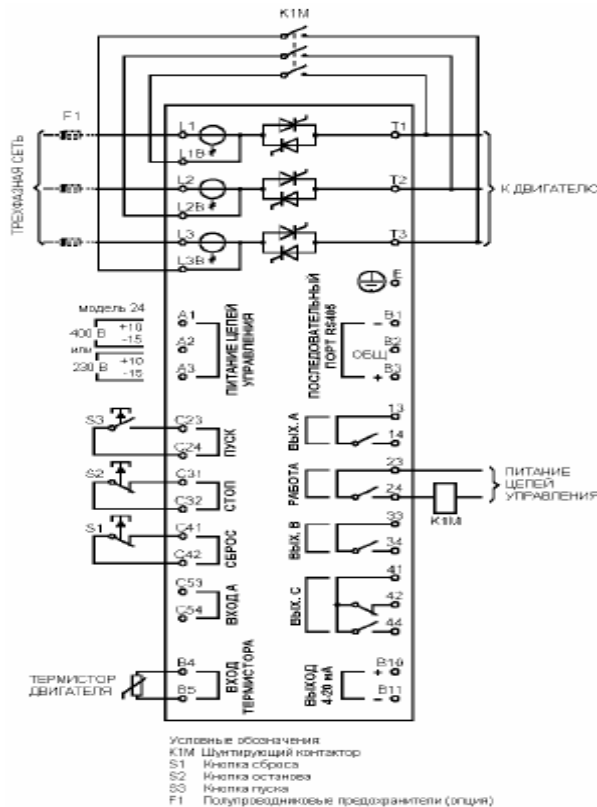 K1M
F1
ТРЕХФАЗНАЯ СЕТЬ
L1
L1B
T1
L2
L2B
T2
К ДВИГАТЕЛЮ
L3
L3B
T3
E
модель 24
400 В +10 -15
или
230 В +10 -15
A1
A2
A3
ПИТАНИЕ ЦЕПЕЙ УПРАВЛЕНИЯ
ПОСЛЕДОВАТЕЛЬНЫЙ ПОРТ RS485
- B1
B2
ОБЩ
+ B3
S3
C23
C24
ПУСК
ВЫХ. А
13
14
S2
C31
C32
СТОП
РАБОТА
23
24
K1M
ПИТАНИЕ ЦЕПЕЙ УПРАВЛЕНИЯ
S1
C41
C42
СБРОС
ВЫХ. В
33
34
C53
C54
ВХОД А
ВЫХ. С
41
42
44
ТЕРМИСТОР ДВИГАТЕЛЯ
B4
B5
ВХОД ТЕРМИСТОРА
ВЫХОД 4-20 мА
+ B10
- B11
Условные обозначения
K1M Шунтирующий контактор
S1 Кнопка сброса
S2 Кнопка останова
S3 Кнопка пуска
F1 Полупроводниковые предохранители (опция)